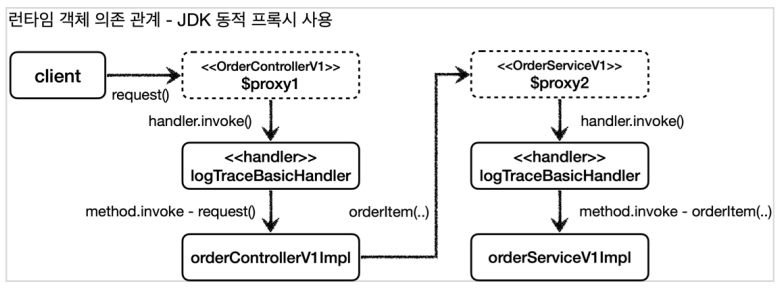 런타임 객체 의존 관계 - JDK 동적 프록시 사용
client
request()
<<OrderControllerV1>>
$proxy1
handler.invoke()
<<handler>>
logTraceBasicHandler
method.invoke - request()
orderControllerV1Impl
orderItem(..)
<<OrderServiceV1>>
$proxy2
handler.invoke()
<<handler>>
logTraceBasicHandler
method.invoke - orderItem(..)
orderServiceV1Impl